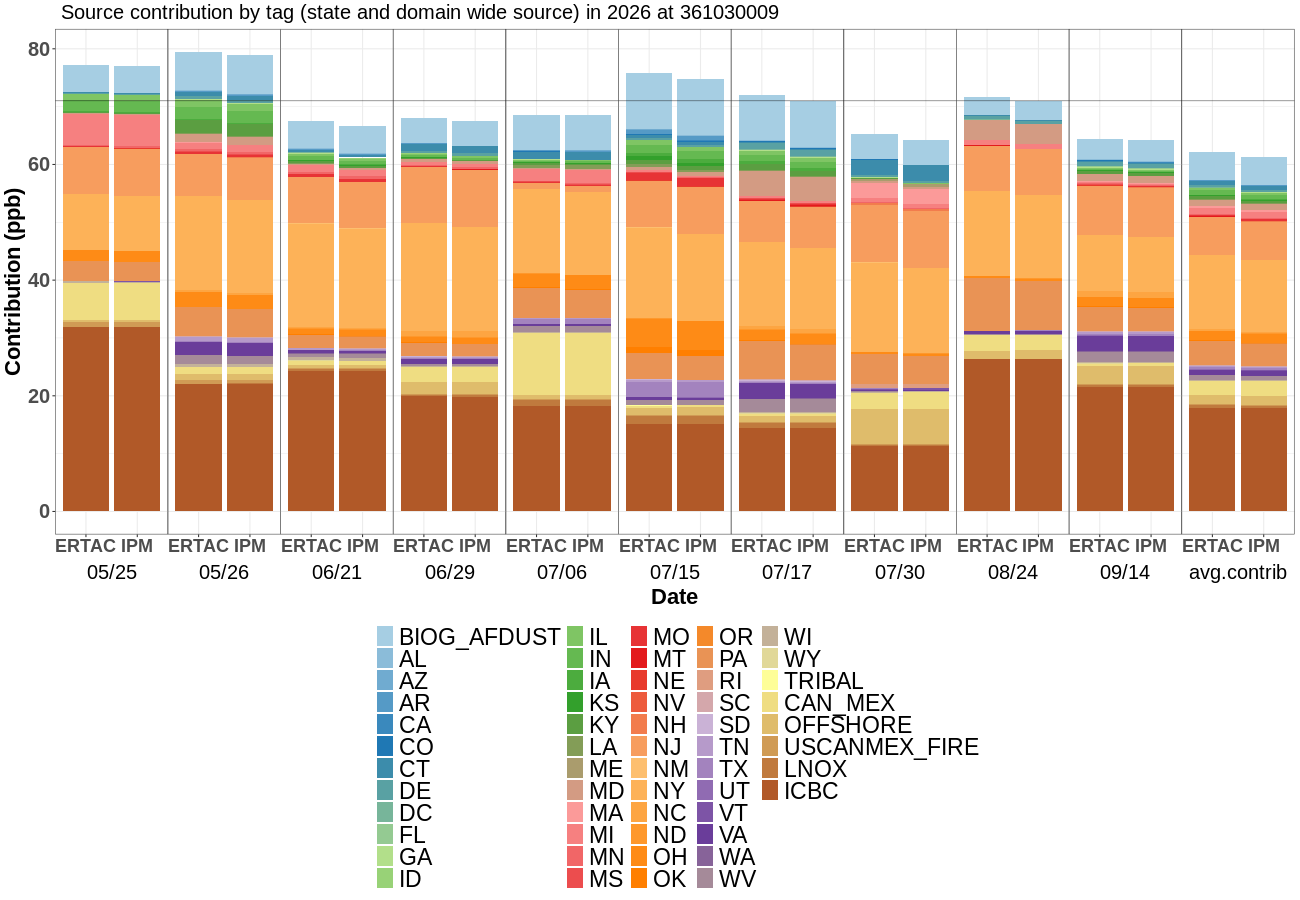 Source contribution by tag (state and domain wide source) in 2026 at 361030009
Contribution (ppb)
80
60
40
20
0
ERTAC IPM ERTAC IPM ERTAC IPM ERTAC IPM ERTAC IPM ERTAC IPM ERTAC IPM ERTAC IPM ERTAC IPM ERTAC IPM ERTAC IPM
05/25 05/26 06/21 06/29 07/06 07/15 07/17 07/30 08/24 09/14 avg.contrib
Date
BIOG_AFDUST IL MO OR WI
AL IN MT PA WY
AZ IA NE RI TRIBAL
AR KS NV SC CAN_MEX
CA KY NH SD OFFSHORE
CO LA NJ TN USCANMEX_FIRE
CT ME NM TX LNOX
DE MD NY UT ICBC
DC MA NC VT
FL MI ND VA
GA MN OH WA
ID MS OK WV